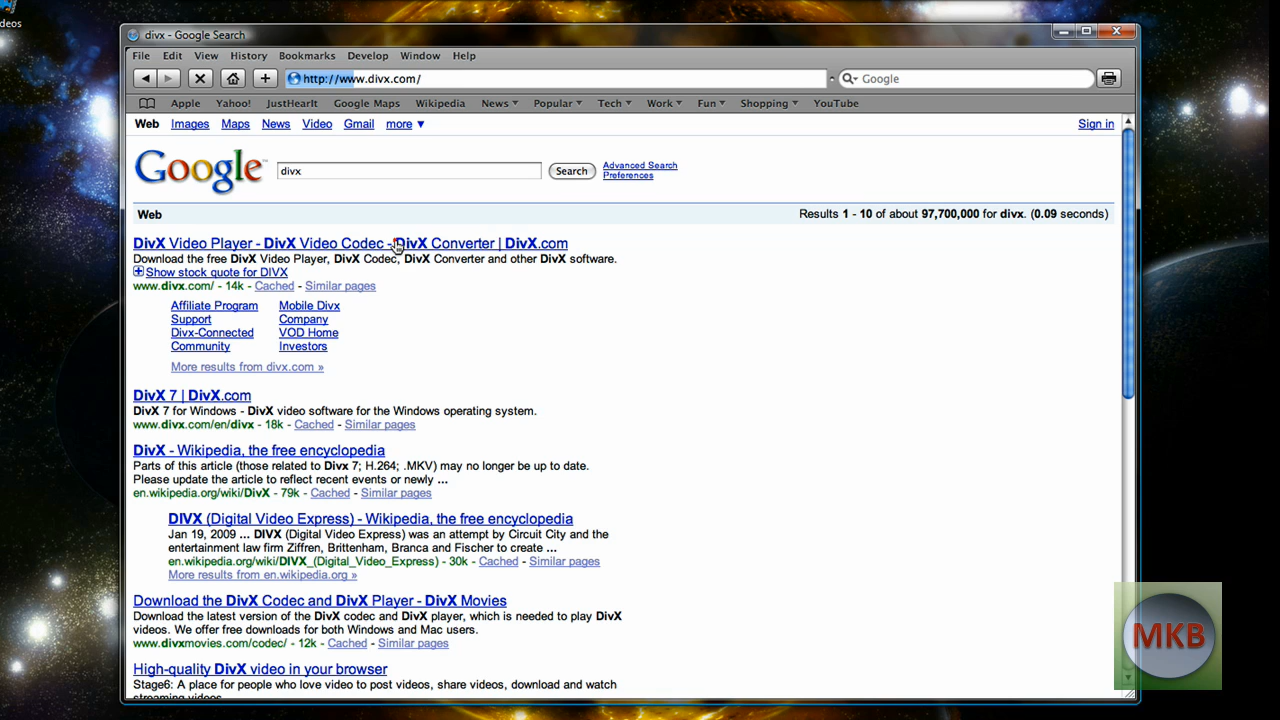 deos
divx - Google Search
File Edit View History Bookmarks Develop Window Help
http://www.divx.com/
Google
Apple Yahoo! JustHearIt Google Maps Wikipedia News Popular Tech Work Fun Shopping YouTube
Web Images Maps News Video Gmail more ▼ Sign in
Google™ divx Search Advanced Search
Preferences
Web Results 1 - 10 of about 97,700,000 for divx. (0.09 seconds)
DivX Video Player - DivX Video Codec - DivX Converter | DivX.com
Download the free DivX Video Player, DivX Codec, DivX Converter and other DivX software.
Show stock quote for DIVX
www.divx.com/ - 14k - Cached - Similar pages
Affiliate Program Mobile Divx
Support Company
Divx-Connected VOD Home
Community Investors
More results from divx.com »
DivX 7 | DivX.com
DivX 7 for Windows - DivX video software for the Windows operating system.
www.divx.com/en/divx - 18k - Cached - Similar pages
DivX - Wikipedia, the free encyclopedia
Parts of this article (those related to Divx 7; H.264; .MKV) may no longer be up to date.
Please update the article to reflect recent events or newly ...
en.wikipedia.org/wiki/DivX - 79k - Cached - Similar pages
DIVX (Digital Video Express) - Wikipedia, the free encyclopedia
Jan 19, 2009 ... DIVX (Digital Video Express) was an attempt by Circuit City and the
entertainment law firm Ziffren, Brittenham, Branca and Fischer to create ...
en.wikipedia.org/wiki/DIVX_(Digital_Video_Express) - 30k - Cached - Similar pages
More results from en.wikipedia.org »
Download the DivX Codec and DivX Player - DivX Movies
Download the latest version of the DivX codec and DivX player, which is needed to play DivX
videos. We offer free downloads for both Windows and Mac users.
www.divxmovies.com/codec/ - 12k - Cached - Similar pages
High-quality DivX video in your browser
Stage6: A place for people who love video to post videos, share videos, download and watch
streaming videos
MKB